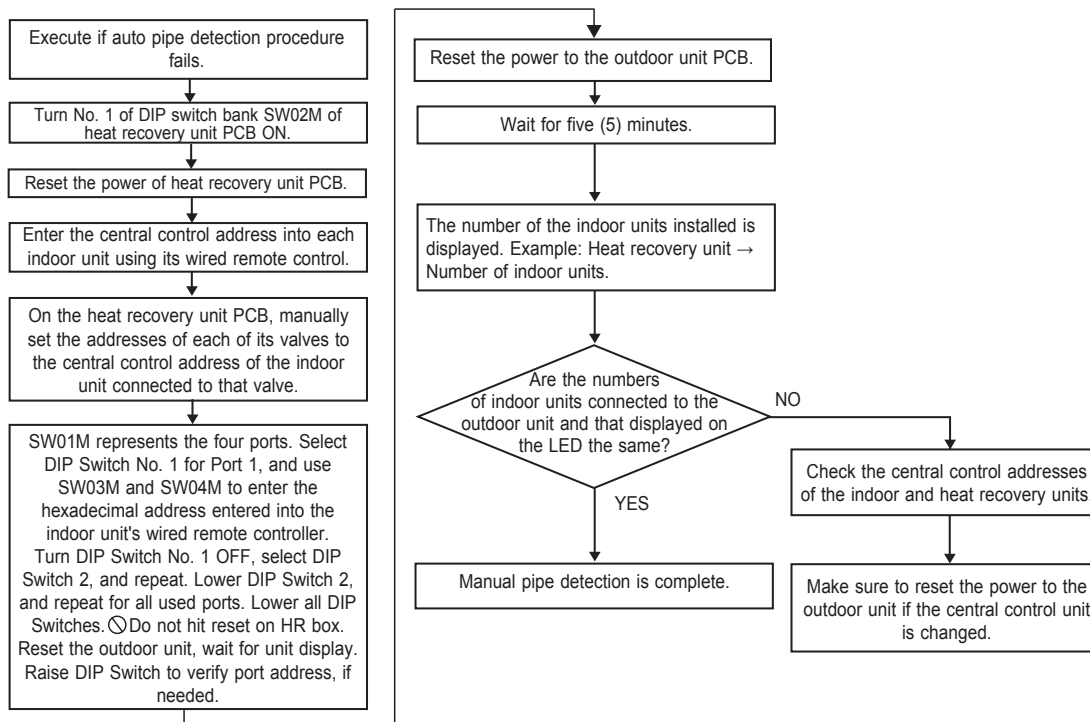 Execute if auto pipe detection procedure
fails.
Turn No. 1 of DIP switch bank SW02M of
heat recovery unit PCB ON.
Reset the power of heat recovery unit PCB.
Enter the central control address into each
indoor unit using its wired remote control.
On the heat recovery unit PCB, manually
set the addresses of each of its valves to
the central control address of the indoor
unit connected to that valve.
SW01M represents the four ports. Select
DIP Switch No. 1 for Port 1, and use
SW03M and SW04M to enter the
hexadecimal address entered into the
indoor unit's wired remote controller.
Turn DIP Switch No. 1 OFF, select DIP
Switch 2, and repeat. Lower DIP Switch 2,
and repeat for all used ports. Lower all DIP
Switches. Do not hit reset on HR box.
Reset the outdoor unit, wait for unit display.
Raise DIP Switch to verify port address, if
needed.
Reset the power to the outdoor unit PCB.
Wait for five (5) minutes.
The number of the indoor units installed is
displayed. Example: Heat recovery unit →
Number of indoor units.
Are the numbers
of indoor units connected to the
outdoor unit and that displayed on
the LED the same?
NO
YES
Manual pipe detection is complete.
Check the central control addresses
of the indoor and heat recovery units.
Make sure to reset the power to the
outdoor unit if the central control unit
is changed.